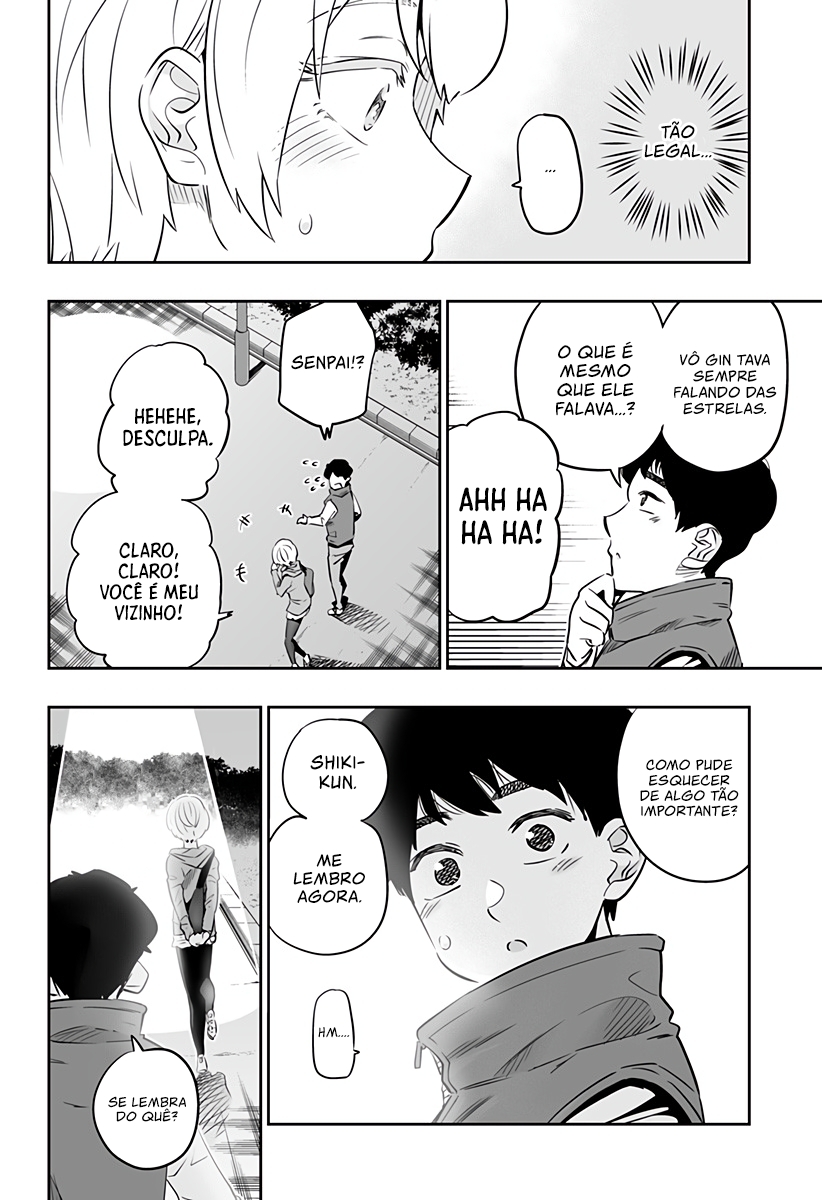 TÃO
LEGAL...
...
VÔ GIN TAVA
SEMPRE
FALANDO DAS
ESTRELAS.
O QUE É
MESMO
QUE ELE
FALAVA...?
AHH HA
HA HA!
SENPAI!?
HEHEHE,
DESCULPA.
CLARO,
CLARO!
VOCÊ É MEU
VIZINHO!
COMO PUDE
ESQUECER
DE ALGO TÃO
IMPORTANTE?
SHIKI-
KUN.
ME
LEMBRO
AGORA.
HM....
SE LEMBRA
DO QUÊ?